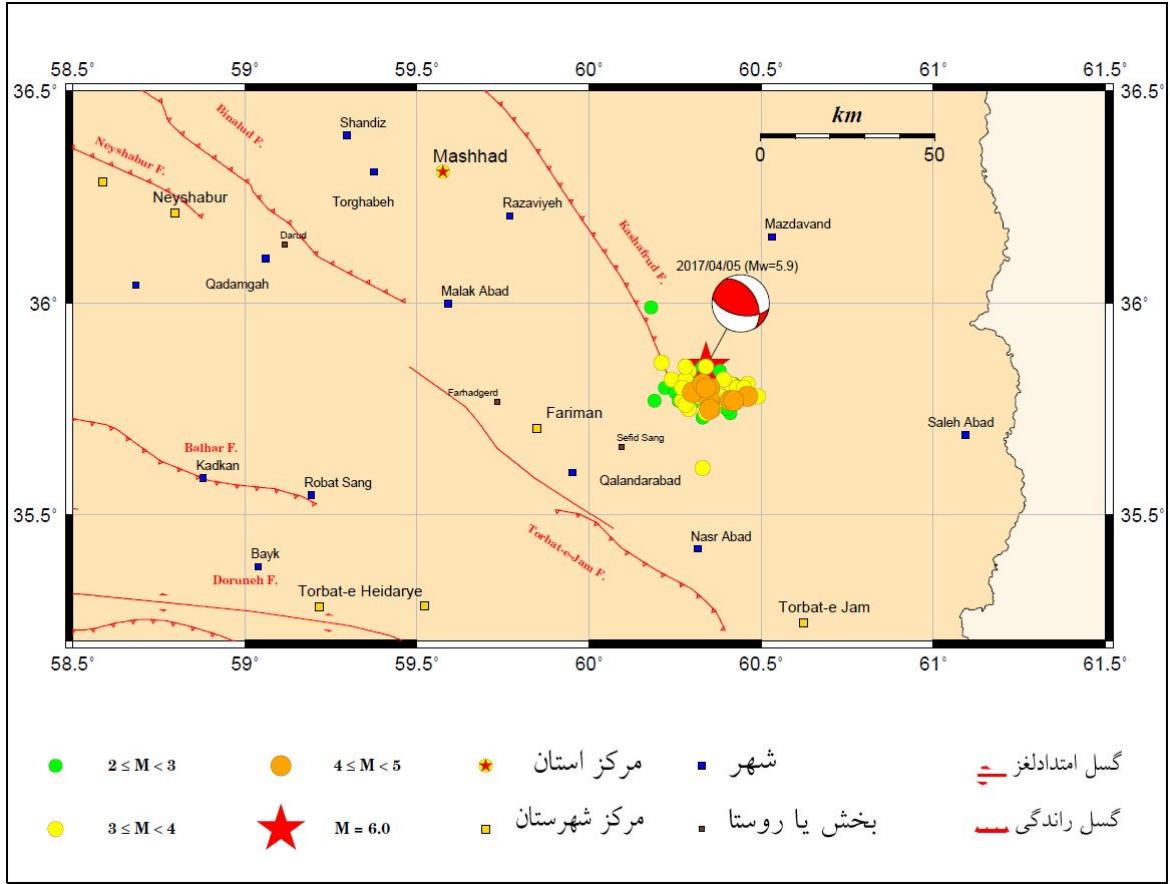 58.5°
59°
59.5°
60°
60.5°
61°
61.5°
36.5°
36.5°
km
0
50
Shandiz
Binalud F.
Neyshabur F.
Mashhad
Torghabeh
Neyshabur
Razaviyeh
Kashafrud F.
Mazdavand
Darud
Qadamgah
2017/04/05 (Mw=5.9)
Malak Abad
36°
36°
Farhadgerd
Fariman
Saleh Abad
Sefid Sang
Balhar F.
Kadkan
Robat Sang
Qalandarabad
35.5°
35.5°
Torbat-e-Jam F.
Nasr Abad
Bayk
Doruneh F.
Torbat-e Heidarye
Torbat-e Jam
58.5°
59°
59.5°
60°
60.5°
61°
61.5°
2 ≤ M < 3
4 ≤ M < 5
مرکز استان
شهر
گسل امتدادلغز
3 ≤ M < 4
M = 6.0
مرکز شهرستان
بخش یا روستا
گسل راندگی